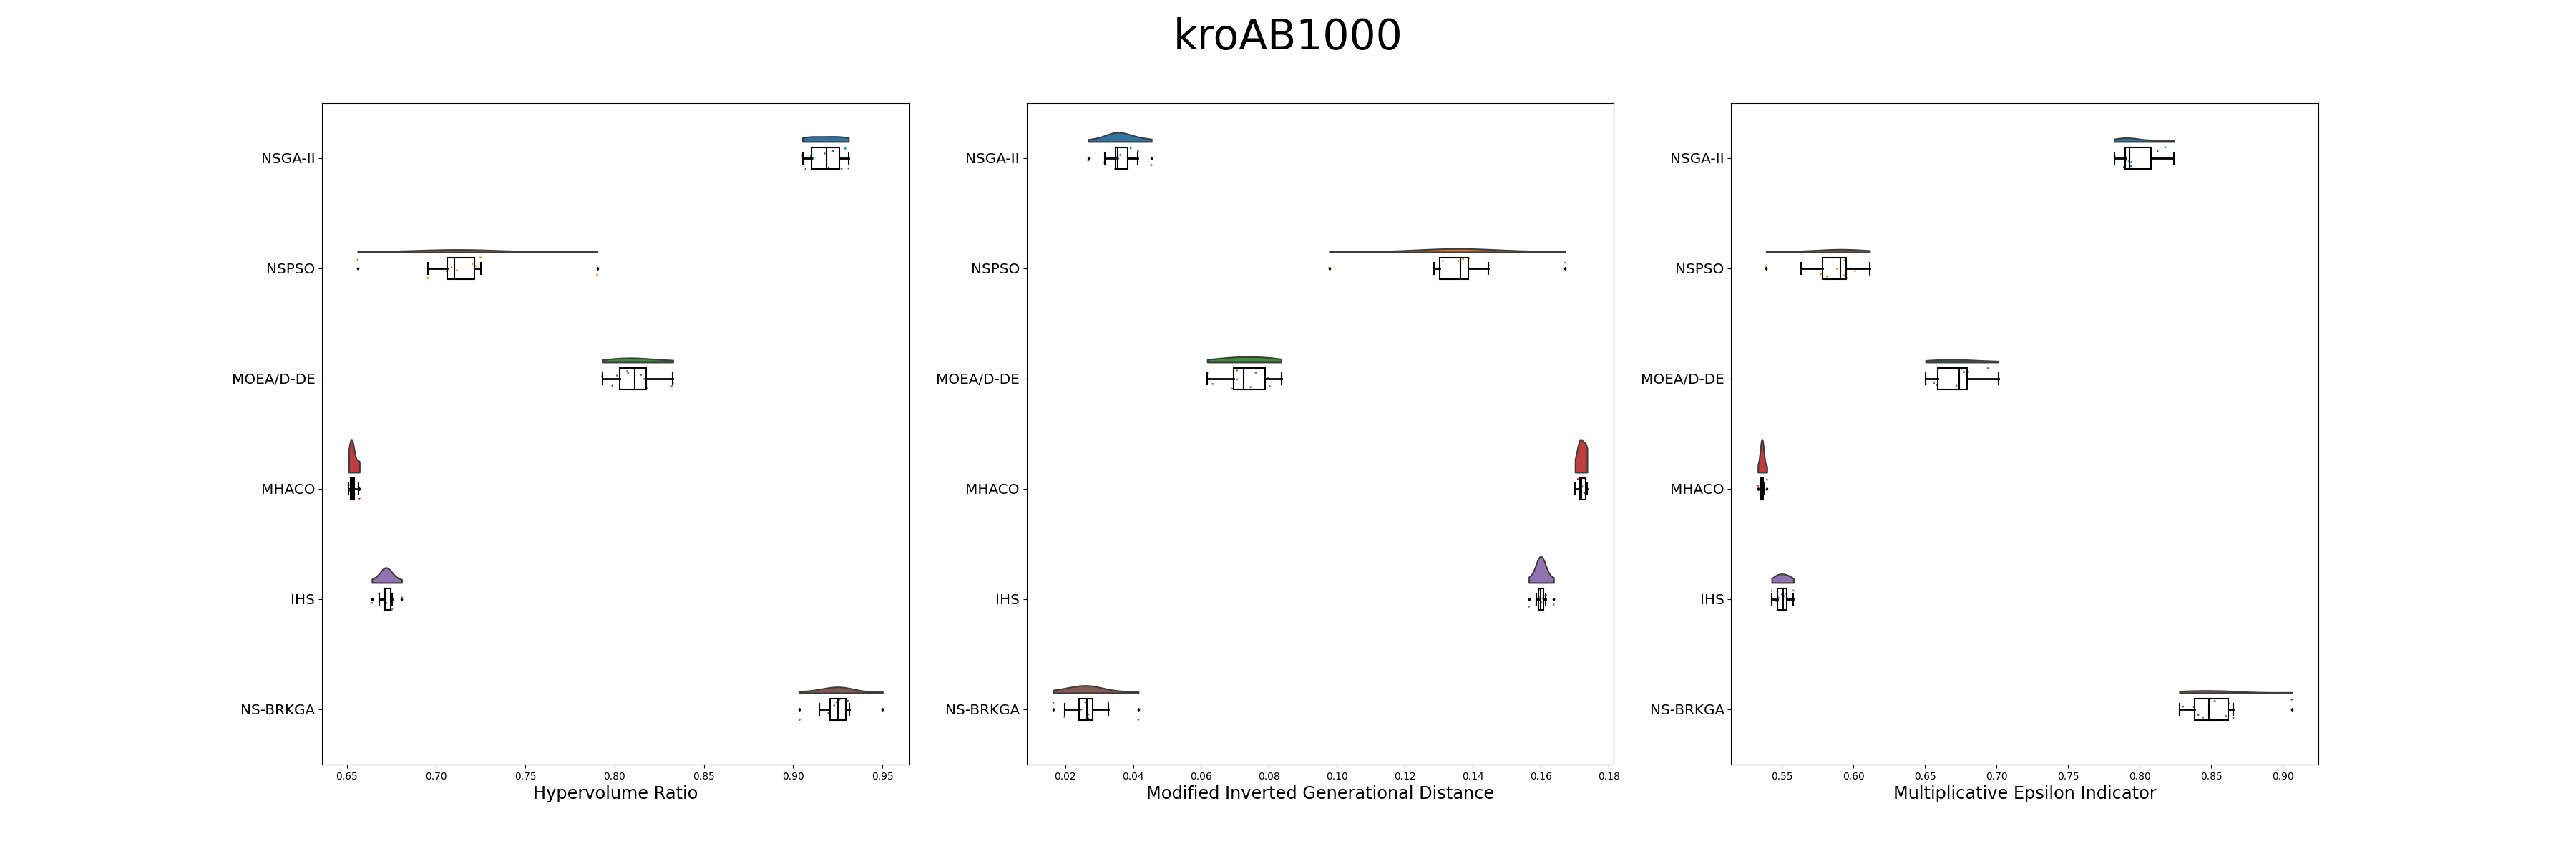 kroAB1000
NSGA-II
NSPSO
MOEA/D-DE
MHACO
IHS
NS-BRKGA
0.65 0.70 0.75 0.80 0.85 0.90 0.95
Hypervolume Ratio
NSGA-II
NSPSO
MOEA/D-DE
MHACO
IHS
NS-BRKGA
0.02 0.04 0.06 0.08 0.10 0.12 0.14 0.16 0.18
Modified Inverted Generational Distance
NSGA-II
NSPSO
MOEA/D-DE
MHACO
IHS
NS-BRKGA
0.55 0.60 0.65 0.70 0.75 0.80 0.85 0.90
Multiplicative Epsilon Indicator